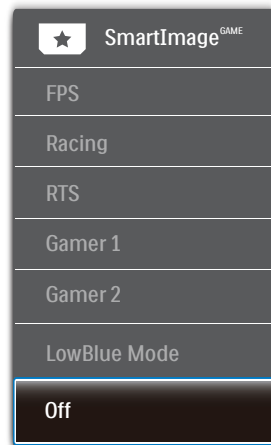 SmartImage GAME
FPS
Racing
RTS
Gamer 1
Gamer 2
LowBlue Mode
Off